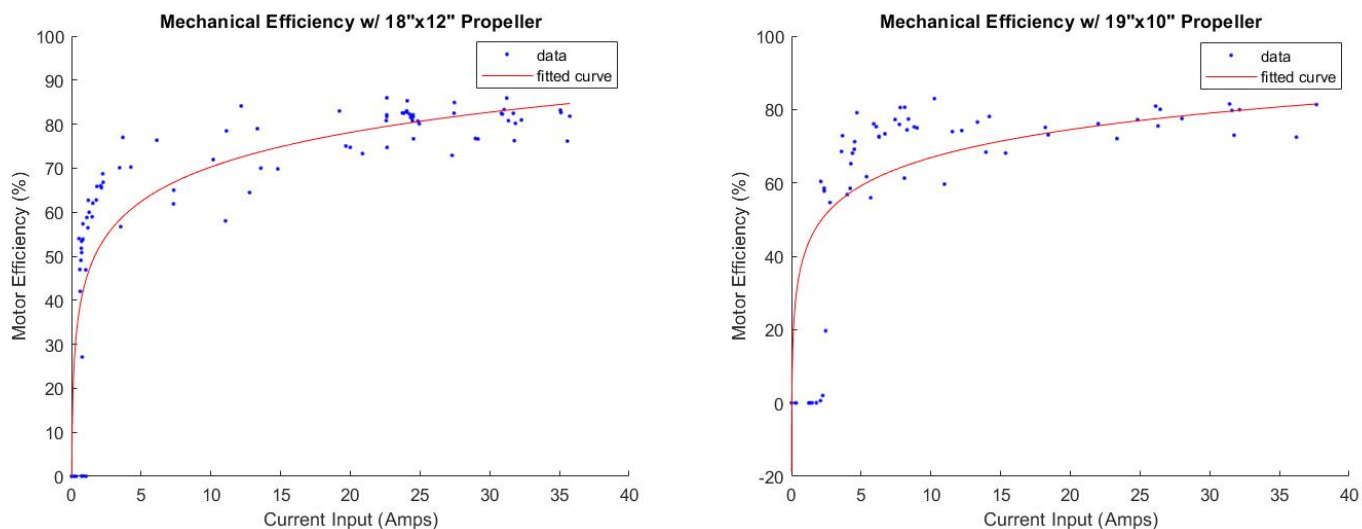 Mechanical Efficiency w/ 18"x12" Propeller
100
90
80
70
60
50
40
30
20
10
0
Motor Efficiency (%)
data
fitted curve
0 5 10 15 20 25 30 35 40
Current Input (Amps)
Mechanical Efficiency w/ 19"x10" Propeller
100
80
60
40
20
0
-20
Motor Efficiency (%)
data
fitted curve
0 5 10 15 20 25 30 35 40
Current Input (Amps)